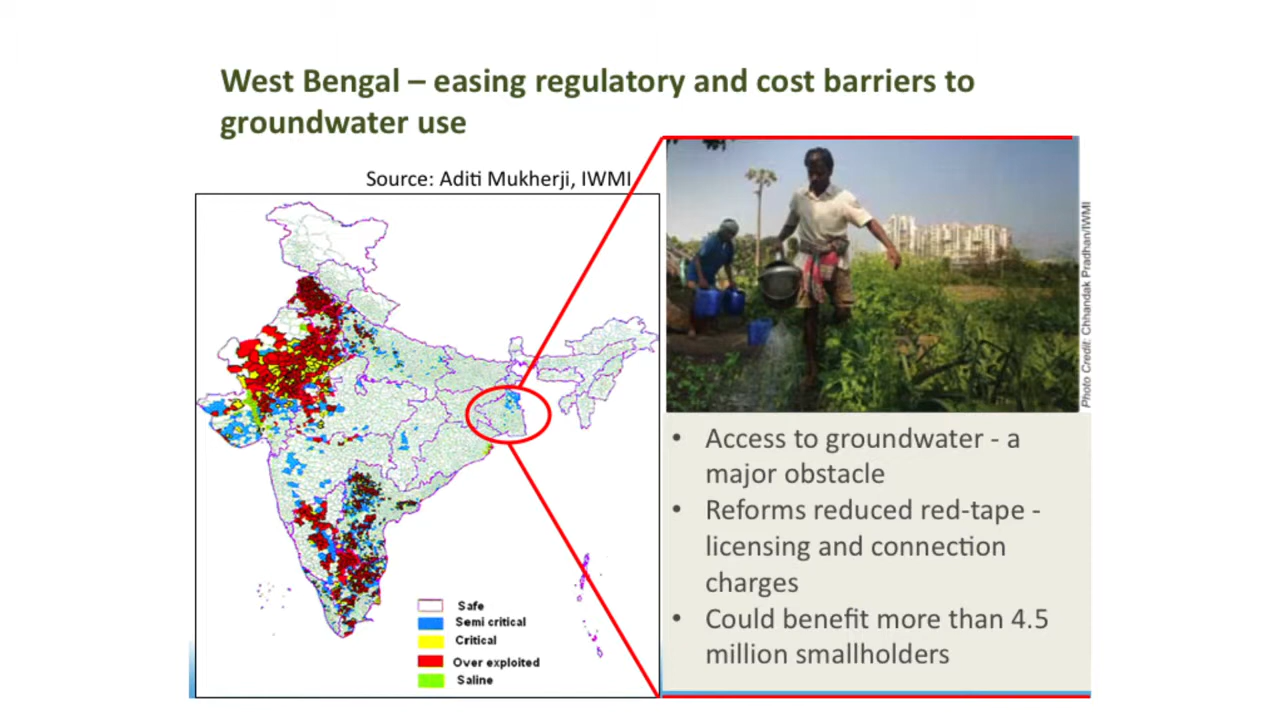 West Bengal – easing regulatory and cost barriers to
groundwater use
Source: Aditi Mukherji, IWMI
Safe
Semi critical
Critical
Over exploited
Saline
Photo Credit: Chhandak Pradhan/IWMI
• Access to groundwater - a
major obstacle
• Reforms reduced red-tape -
licensing and connection
charges
• Could benefit more than 4.5
million smallholders